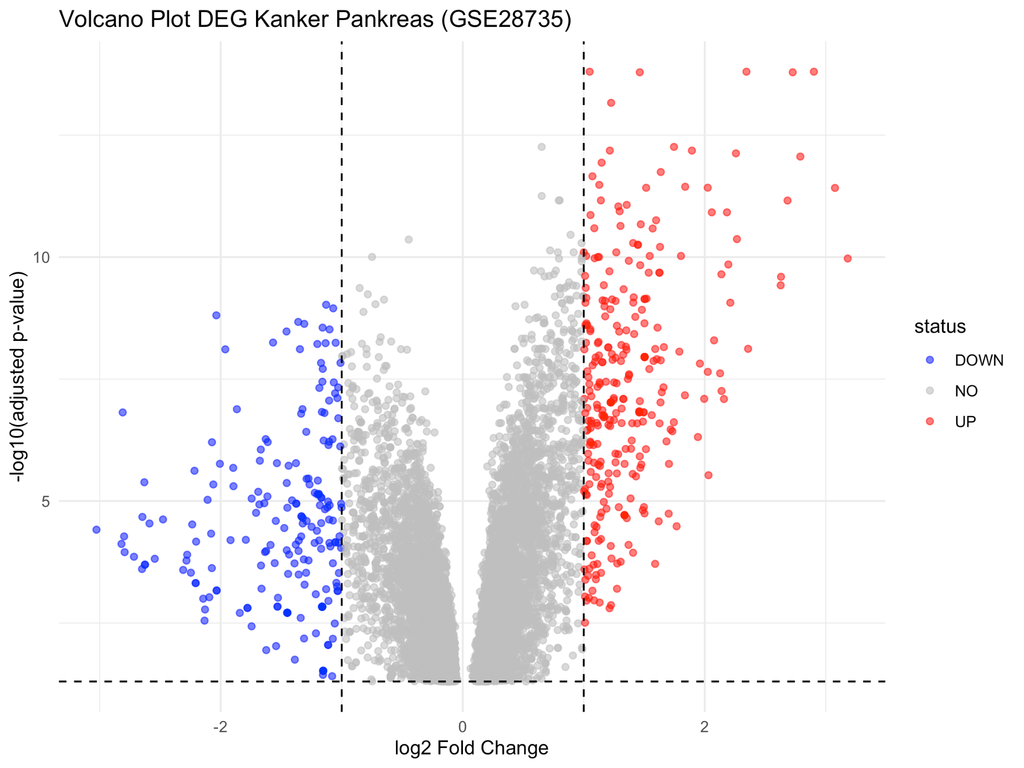 Volcano Plot DEG Kanker Pankreas (GSE28735)
-log10(adjusted p-value)
10
5
-2
0
2
log2 Fold Change
status
DOWN
NO
UP